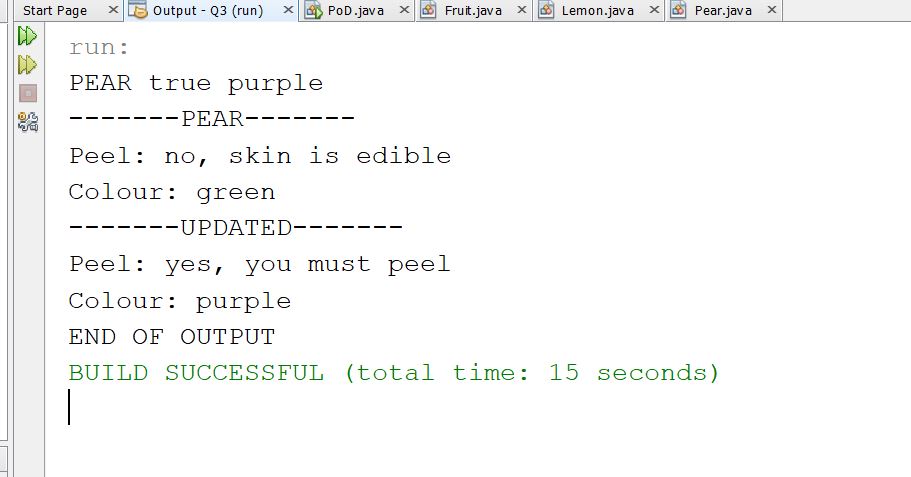 Start Page
Output - Q3 (run)
PoD.java
Fruit.java
Lemon.java
Pear.java
run:
PEAR true purple
-------PEAR-------
Peel: no, skin is edible
Colour: green
-------UPDATED-------
Peel: yes, you must peel
Colour: purple
END OF OUTPUT
BUILD SUCCESSFUL (total time: 15 seconds)